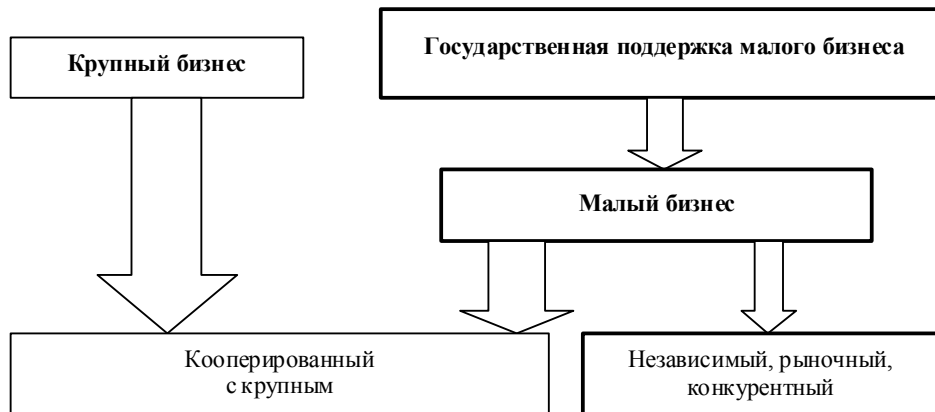 Государственная поддержка малого бизнеса
Крупный бизнес
Малый бизнес
Кооперированный
с крупным
Независимый, рыночный,
конкурентный